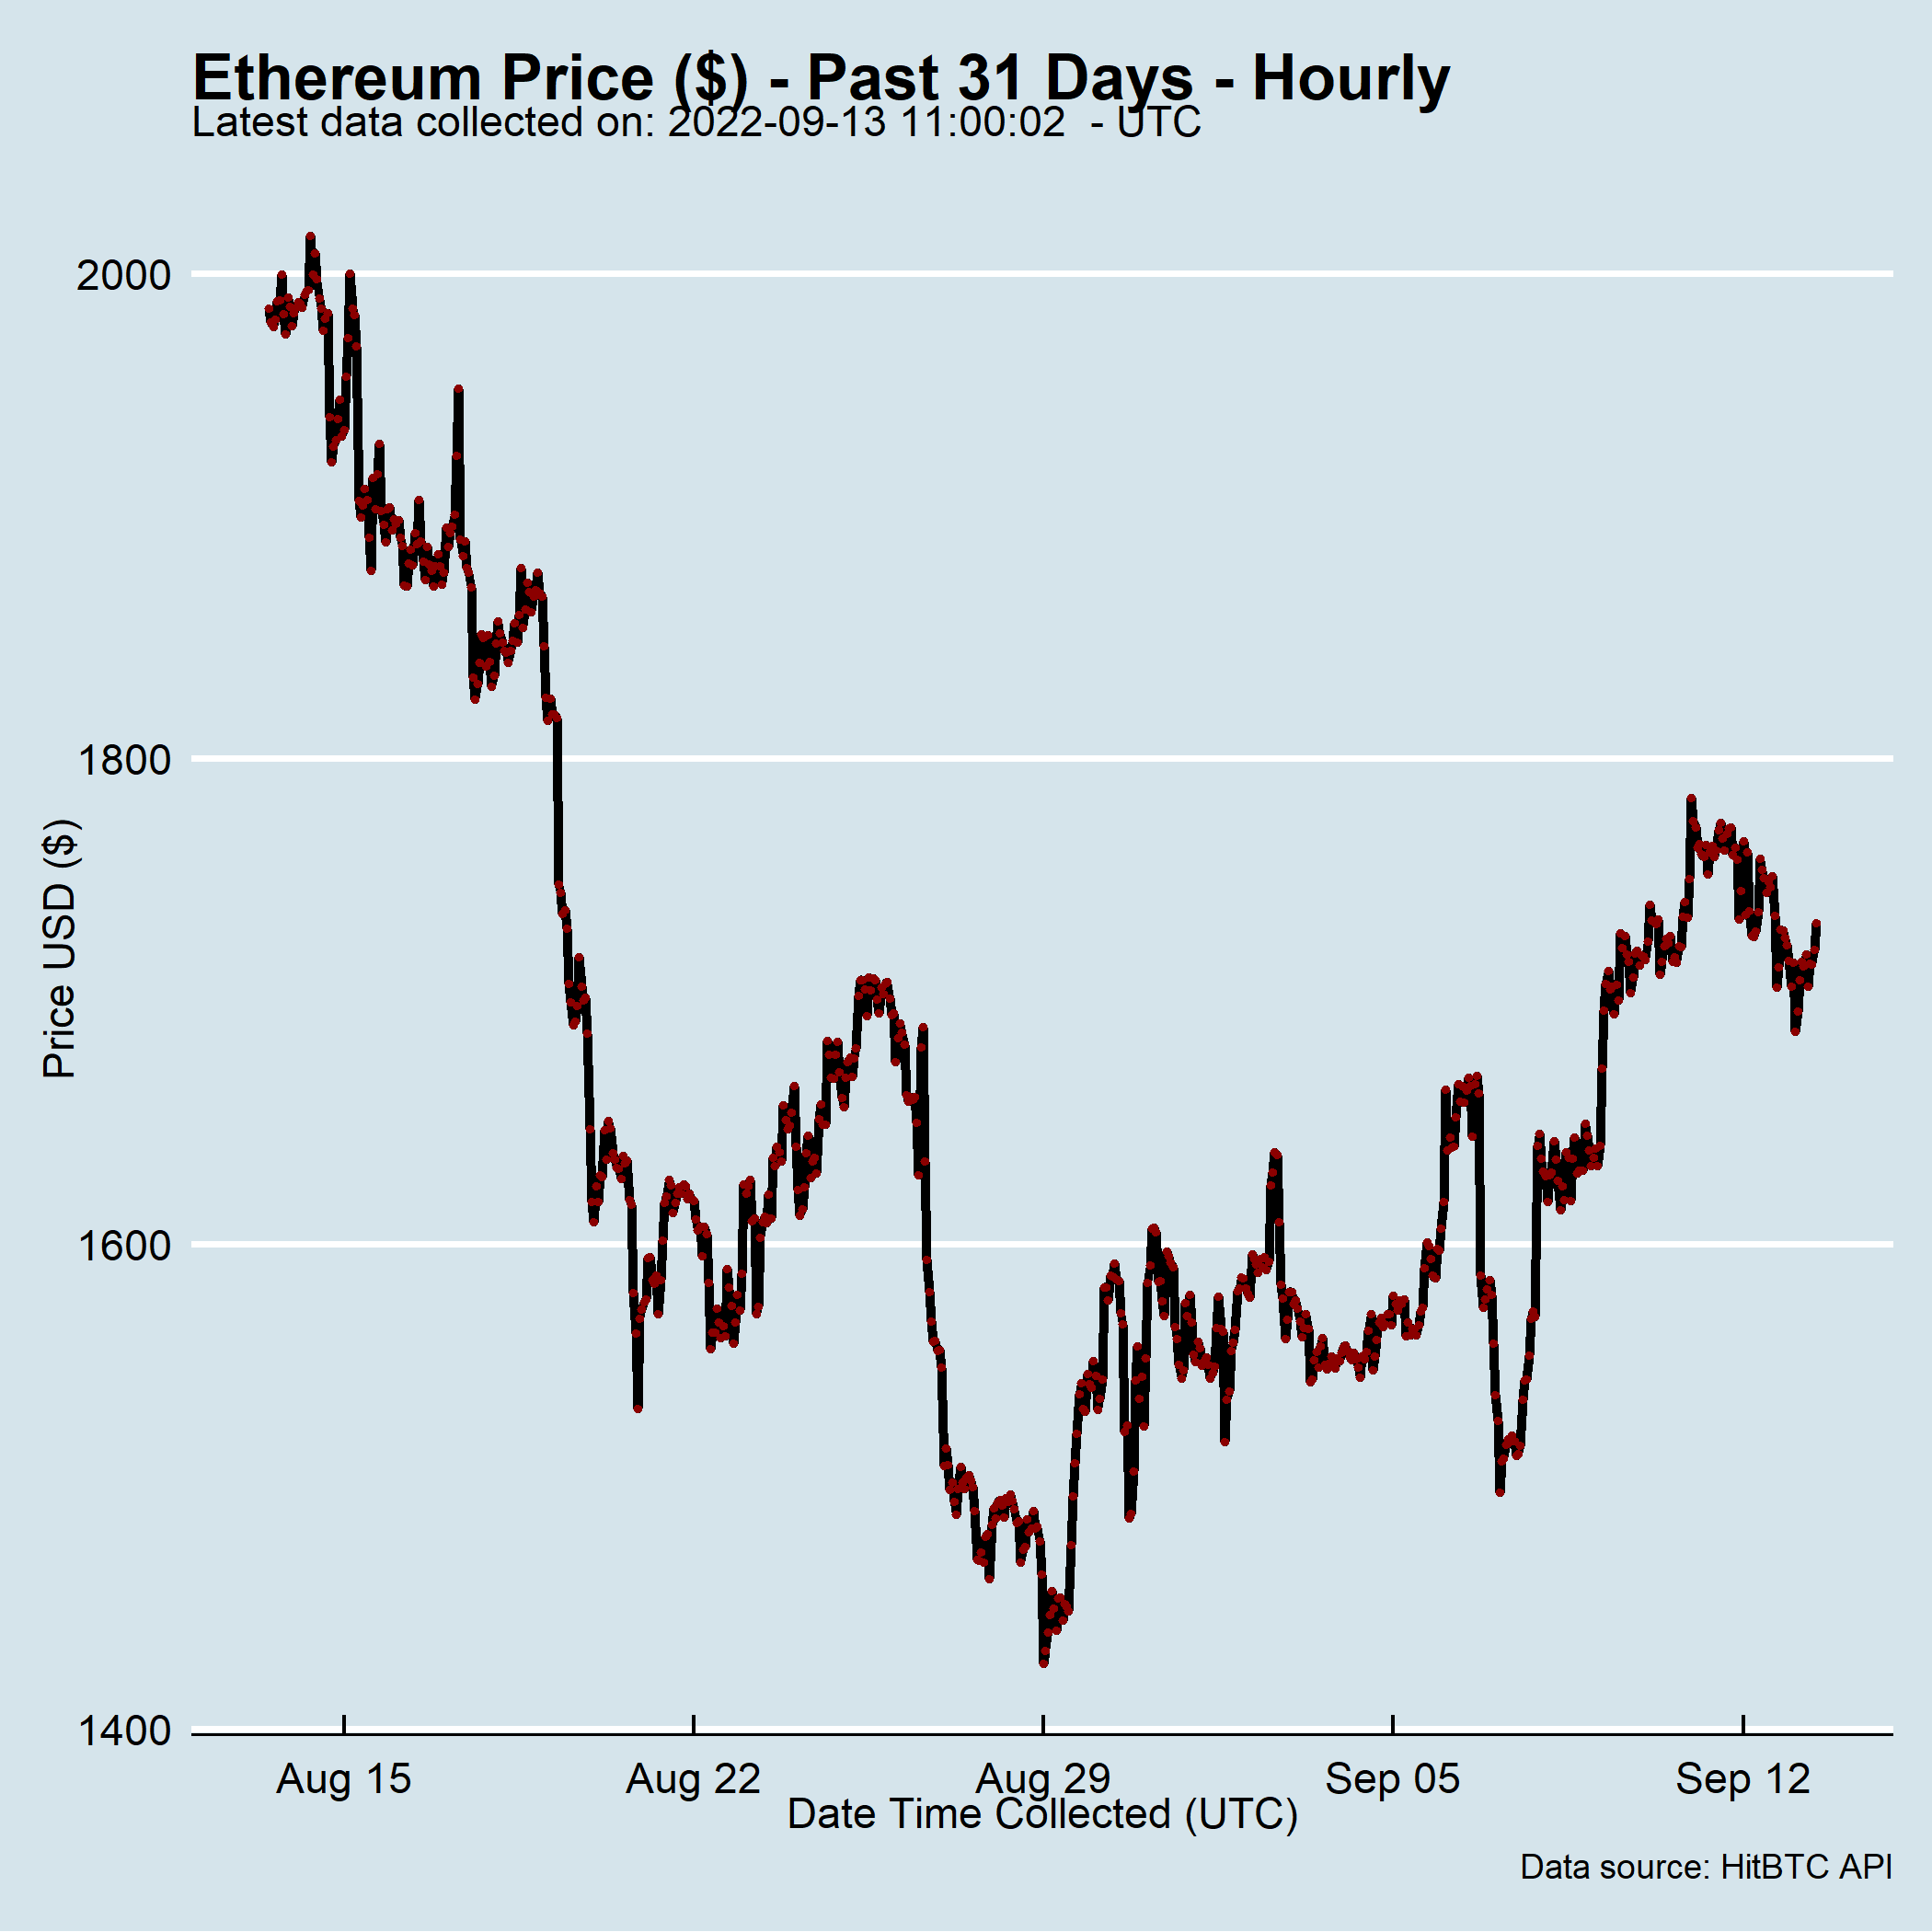 Ethereum Price ($) - Past 31 Days - Hourly
Latest data collected on: 2022-09-13 11:00:02  - UTC
2000
1800
1600
1400
Price USD ($)
Aug 15
Aug 22
Aug 29
Sep 05
Sep 12
Date Time Collected (UTC)
Data source: HitBTC API